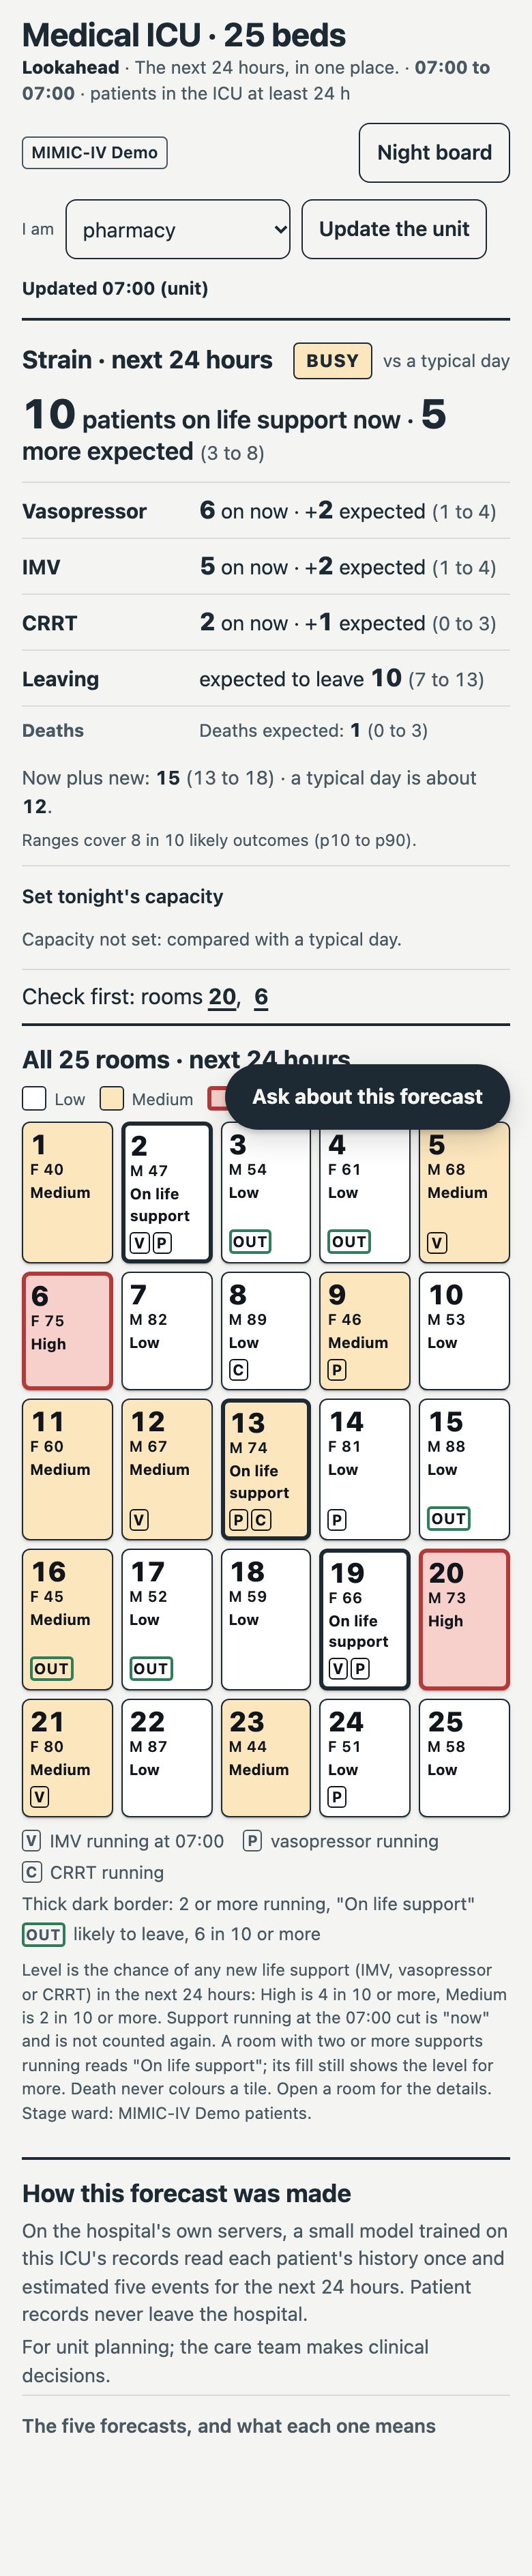 Medical ICU · 25 beds
Lookahead · The next 24 hours, in one place. · 07:00 to
07:00 · patients in the ICU at least 24 h
MIMIC-IV Demo
Night board
I am
pharmacy
Update the unit
Updated 07:00 (unit)
Strain · next 24 hours
BUSY
vs a typical day
10 patients on life support now · 5
more expected (3 to 8)
Vasopressor 6 on now · +2 expected (1 to 4)
IMV 5 on now · +2 expected (1 to 4)
CRRT 2 on now · +1 expected (0 to 3)
Leaving expected to leave 10 (7 to 13)
Deaths Deaths expected: 1 (0 to 3)
Now plus new: 15 (13 to 18) · a typical day is about
12.
Ranges cover 8 in 10 likely outcomes (p10 to p90).
Set tonight's capacity
Capacity not set: compared with a typical day.
Check first: rooms 20, 6
All 25 rooms · next 24 hours
Low
Medium
Ask about this forecast
1
F 40
Medium
2
M 47
On life
support
V P
3
M 54
Low
OUT
4
F 61
Low
OUT
5
M 68
Medium
V
6
F 75
High
7
M 82
Low
8
M 89
Low
C
9
F 46
Medium
P
10
M 53
Low
11
F 60
Medium
12
M 67
Medium
V
13
M 74
On life
support
P C
14
F 81
Low
P
15
M 88
Low
OUT
16
F 45
Medium
OUT
17
M 52
Low
OUT
18
M 59
Low
19
F 66
On life
support
V P
20
M 73
High
21
F 80
Medium
V
22
M 87
Low
23
M 44
Medium
24
F 51
Low
P
25
M 58
Low
V IMV running at 07:00 P vasopressor running
C CRRT running
Thick dark border: 2 or more running, "On life support"
OUT likely to leave, 6 in 10 or more
Level is the chance of any new life support (IMV, vasopressor
or CRRT) in the next 24 hours: High is 4 in 10 or more, Medium
is 2 in 10 or more. Support running at the 07:00 cut is "now"
and is not counted again. A room with two or more supports
running reads "On life support"; its fill still shows the level for
more. Death never colours a tile. Open a room for the details.
Stage ward: MIMIC-IV Demo patients.
How this forecast was made
On the hospital's own servers, a small model trained on
this ICU's records read each patient's history once and
estimated five events for the next 24 hours. Patient
records never leave the hospital.
For unit planning; the care team makes clinical
decisions.
The five forecasts, and what each one means